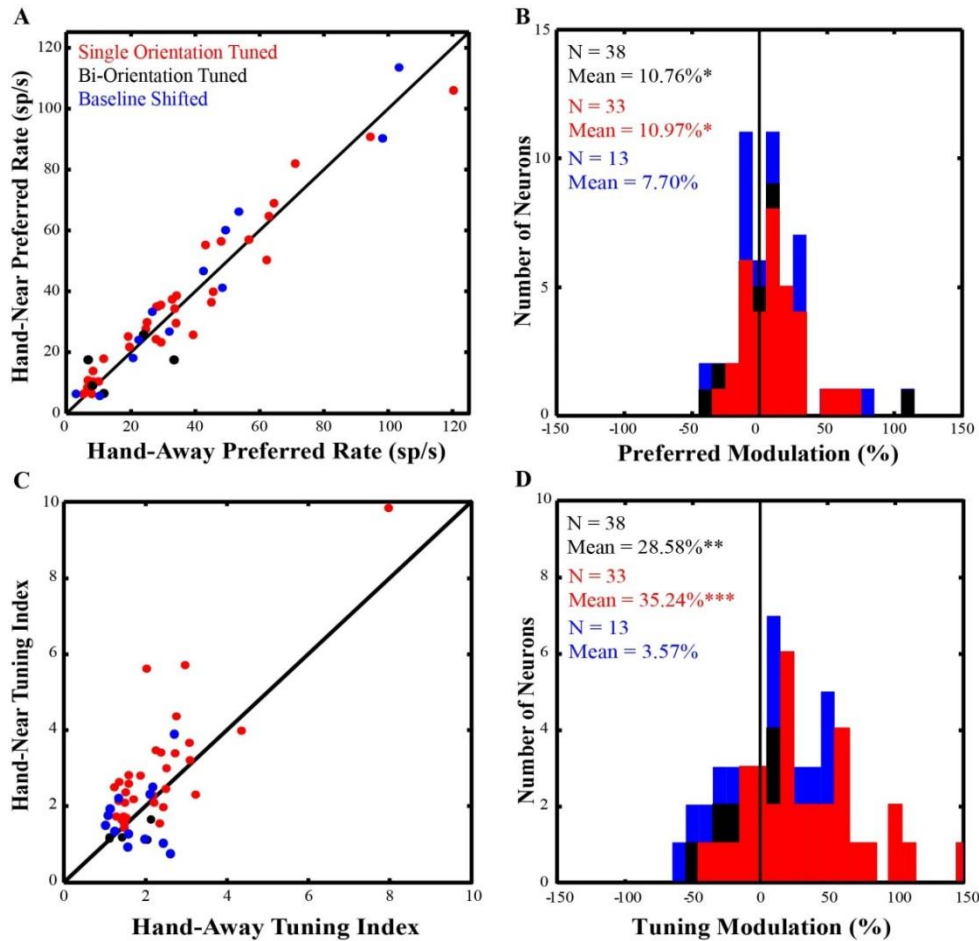 A
Single Orientation Tuned
Bi-Orientation Tuned
Baseline Shifted
Hand-Near Preferred Rate (sp/s)
120
100
80
60
40
20
0
0 20 40 60 80 100 120
Hand-Away Preferred Rate (sp/s)
B
N = 38
Mean = 10.76%*
N = 33
Mean = 10.97%*
N = 13
Mean = 7.70%
Number of Neurons
15
10
5
0
-150 -100 -50 0 50 100 150
Preferred Modulation (%)
C
Hand-Near Tuning Index
10
8
6
4
2
0
0 2 4 6 8 10
Hand-Away Tuning Index
D
N = 38
Mean = 28.58%**
N = 33
Mean = 35.24%***
N = 13
Mean = 3.57%
Number of Neurons
10
8
6
4
2
0
-150 -100 -50 0 50 100 150
Tuning Modulation (%)